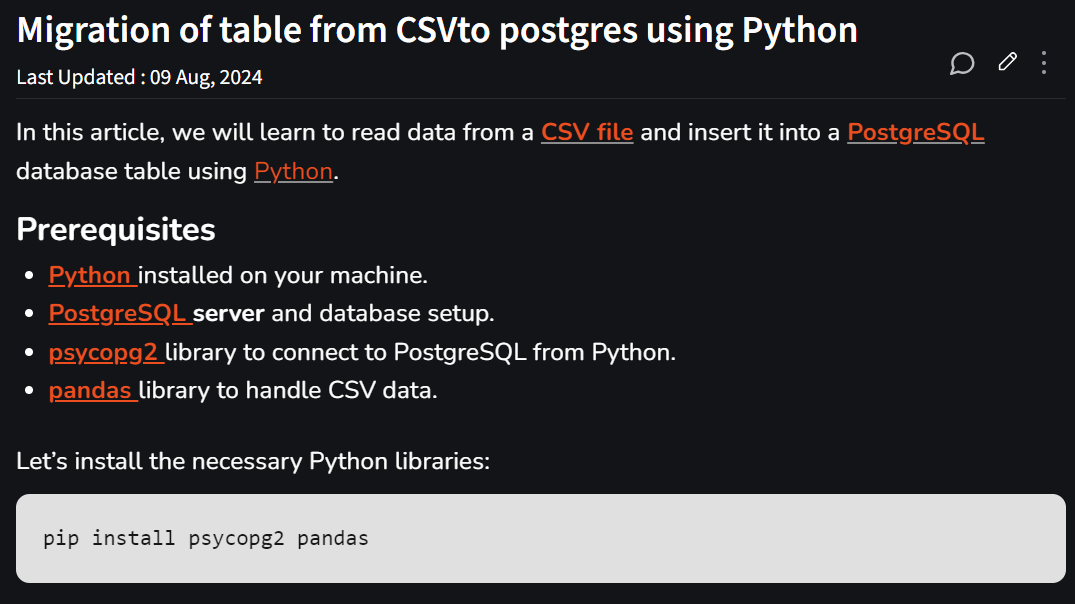 Migration of table from CSVto postgres using Python
Last Updated : 09 Aug, 2024
In this article, we will learn to read data from a CSV file and insert it into a PostgreSQL
database table using Python.
Prerequisites
Python installed on your machine.
PostgreSQL server and database setup.
psycopg2 library to connect to PostgreSQL from Python.
pandas library to handle CSV data.
Let’s install the necessary Python libraries:
pip install psycopg2 pandas